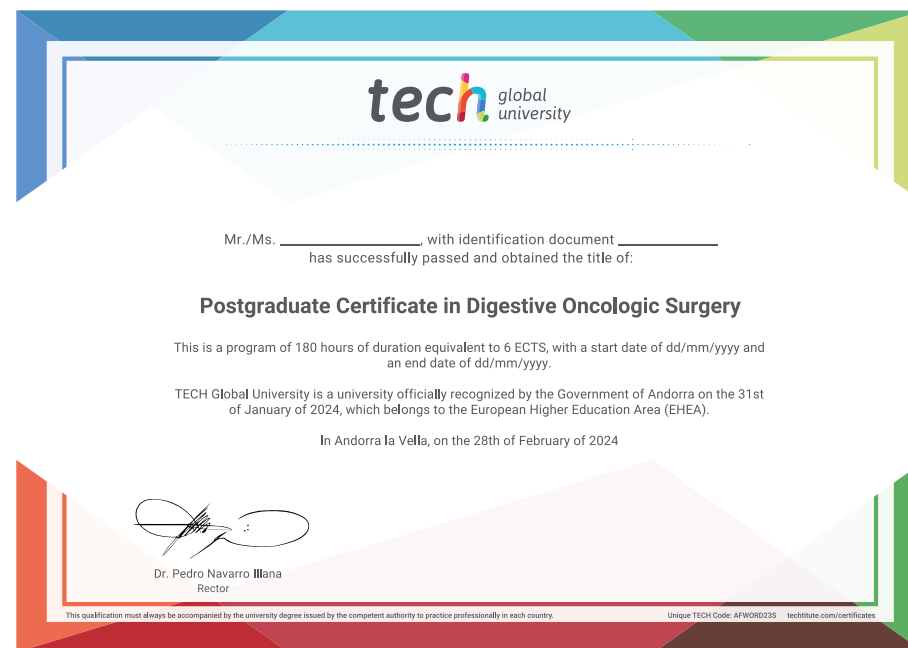 tech global
university
Mr./Ms. ____________, with identification document ____________
has successfully passed and obtained the title of:
Postgraduate Certificate in Digestive Oncologic Surgery
This is a program of 180 hours of duration equivalent to 6 ECTS, with a start date of dd/mm/yyyy and
an end date of dd/mm/yyyy.
TECH Global University is a university officially recognized by the Government of Andorra on the 31st
of January of 2024, which belongs to the European Higher Education Area (EHEA).
In Andorra la Vella, on the 28th of February of 2024
Dr. Pedro Navarro Illana
Rector
This qualification must always be accompanied by the university degree issued by the competent authority to practice professionally in each country.
Unique TECH Code: AFWORD23S techtitute.com/certificates